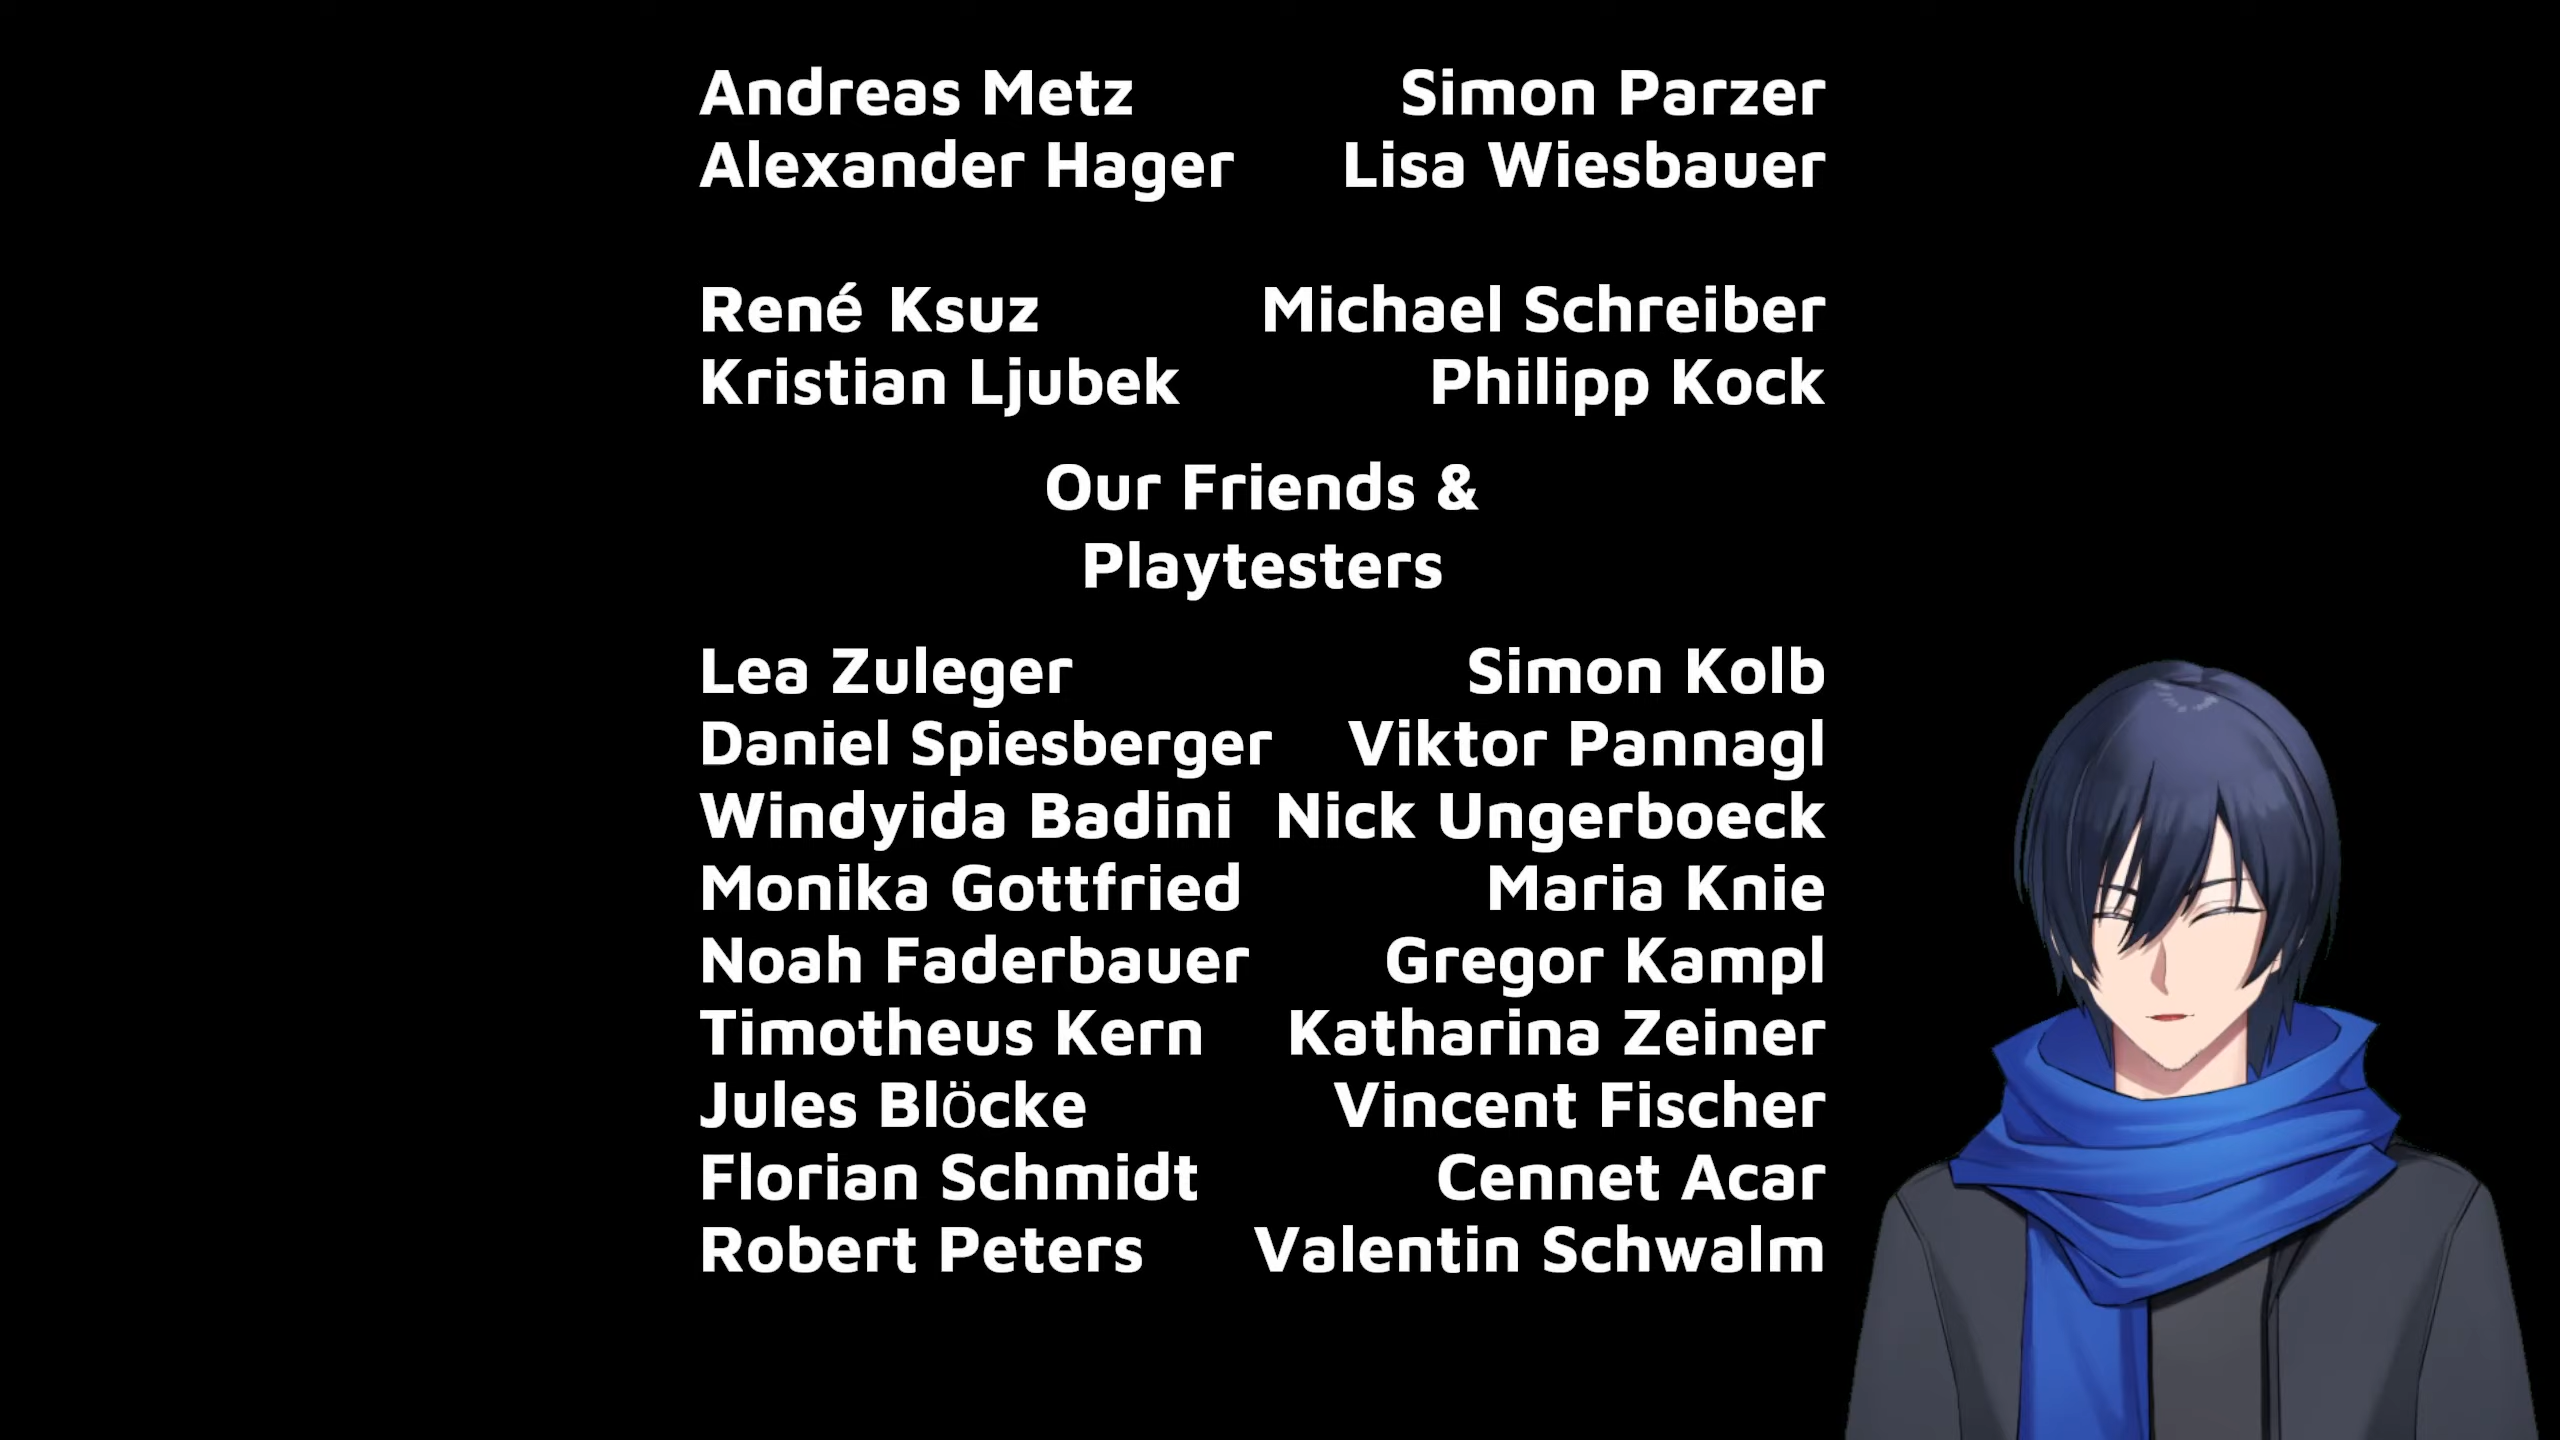 Andreas Metz Simon Parzer
Alexander Hager Lisa Wiesbauer
René Ksuz Michael Schreiber
Kristian Ljubek Philipp Kock
Our Friends &
Playtesters
Lea Zuleger Simon Kolb
Daniel Spiesberger Viktor Pannagl
Windyida Badini Nick Ungerboeck
Monika Gottfried Maria Knie
Noah Faderbauer Gregor Kampl
Timotheus Kern Katharina Zeiner
Jules Blöcke Vincent Fischer
Florian Schmidt Cennet Acar
Robert Peters Valentin Schwalm